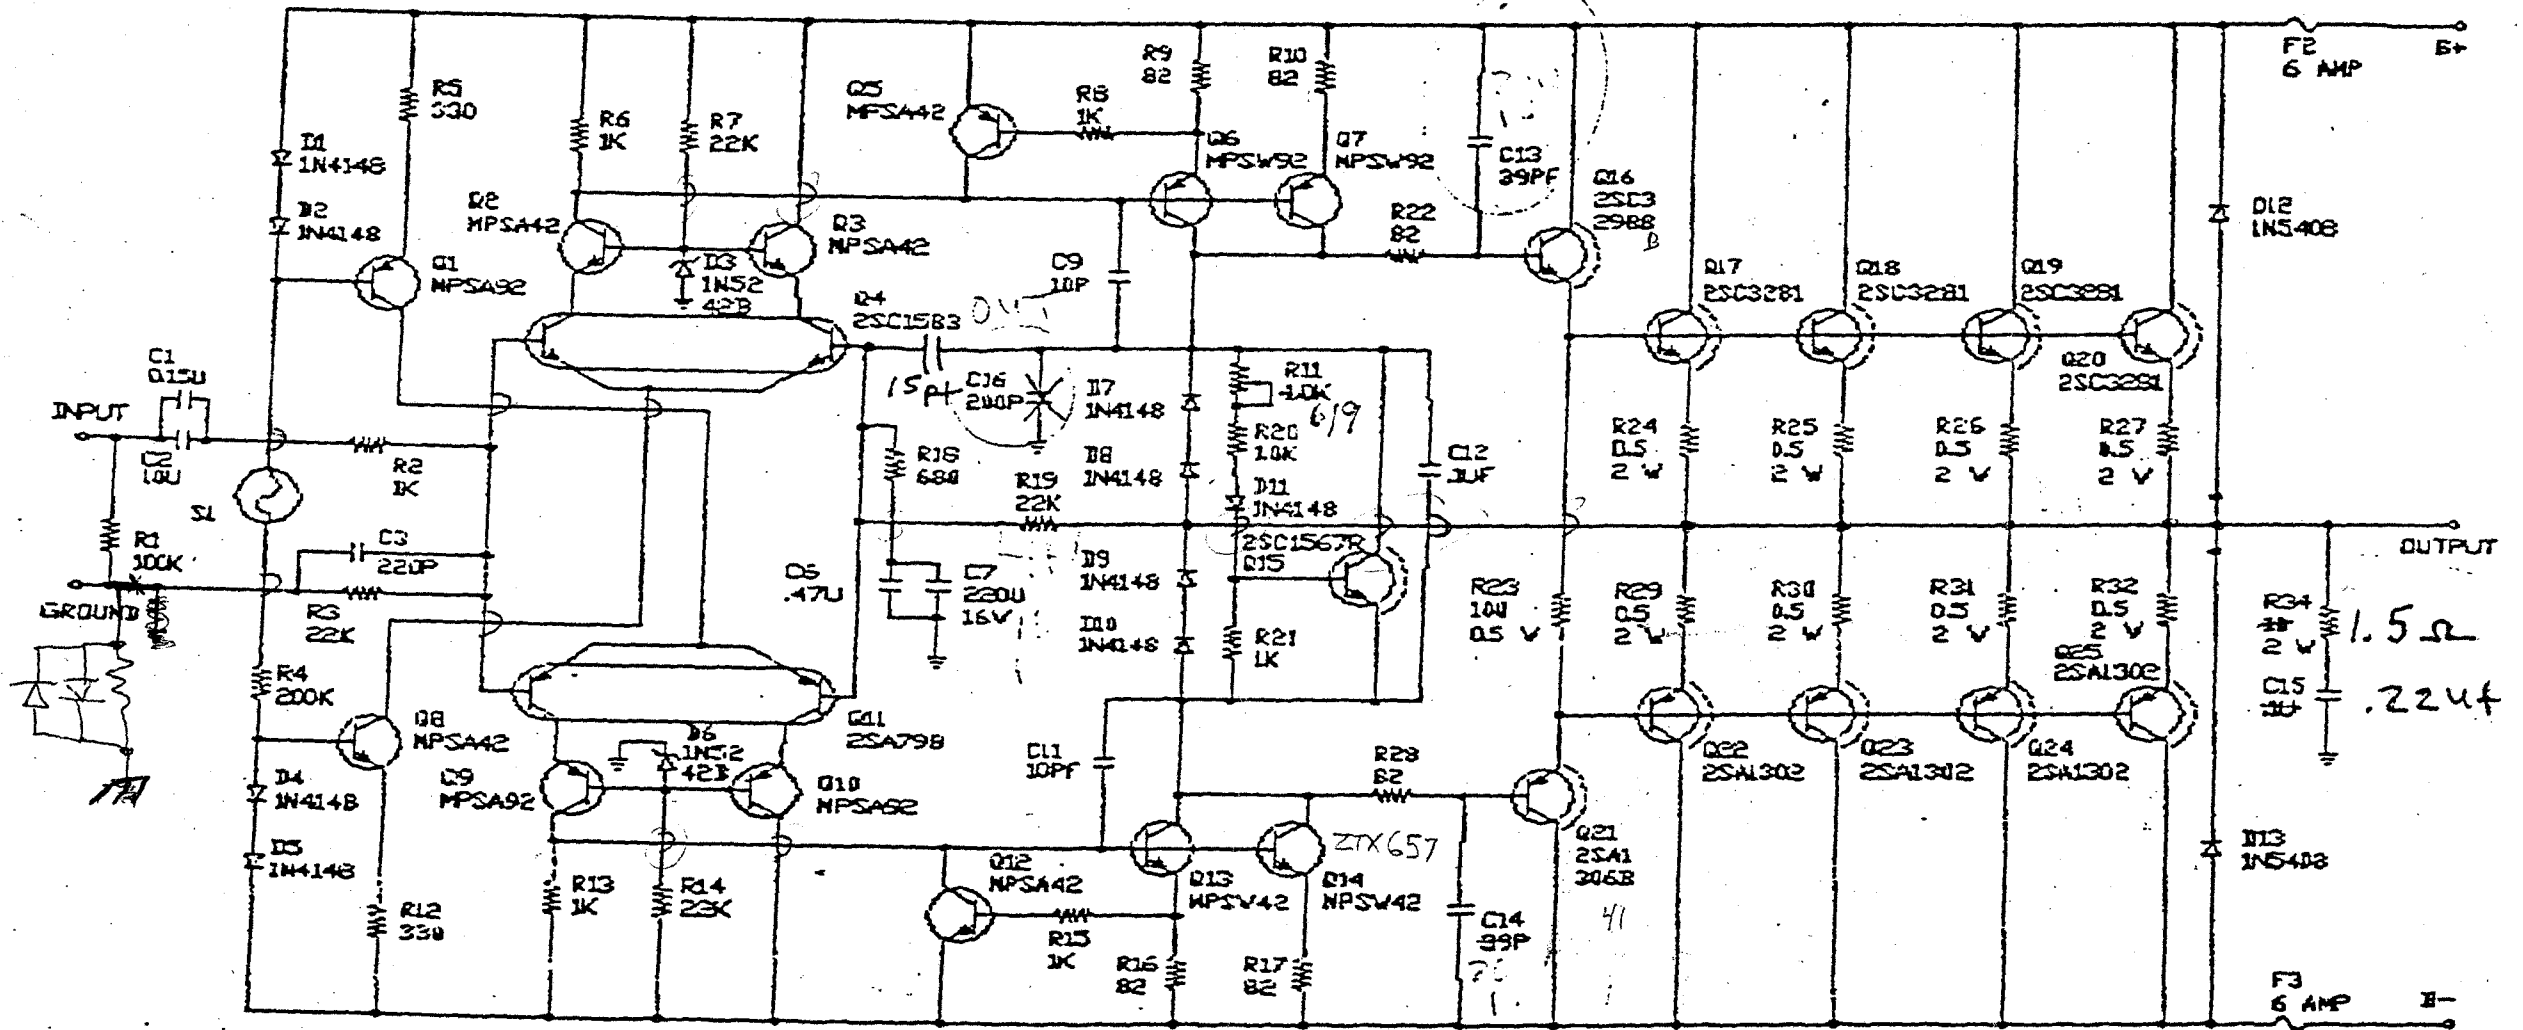 F2
6 AMP
B+
R5
330
R6
1K
R7
22K
Q5
MPSA42
R8
1K
R9
82
R10
82
Q6
MPSW92
Q7
MPSW92
C13
39PF
Q16
2SC3
298B
B
D1
1N4148
D2
1N4148
Q1
MPSA92
Q2
MPSA42
Q3
MPSA42
D3
1N52
42B
Q4
2SC1583
C9
10P
R22
82
Q17
2SC3281
Q18
2SC3281
Q19
2SC3281
Q20
2SC3281
D12
1N5408
C1
0.15U
INPUT
C2
10U
R2
1K
15pf
C16
200P
D7
1N4148
R11
10K
619
R20
10K
D8
1N4148
D11
1N4148
C12
.1UF
R24
0.5
2 W
R25
0.5
2 W
R26
0.5
2 W
R27
0.5
2 W
R18
680
R19
22K
S1
R1
100K
C3
220P
GROUND
R3
22K
C6
.47U
C7
220U
16V
D9
1N4148
2SC1567R
Q15
D10
1N4148
R21
1K
R23
100
0.5 W
R29
0.5
2 W
R30
0.5
2 W
R31
0.5
2 W
R32
0.5
2 W
OUTPUT
R34
2 W
1.5Ω
C15
.1U
.22uf
Q25
2SA1302
R4
200K
Q8
MPSA42
Q11
2SA798
D6
1N52
42B
Q9
MPSA92
Q10
MPSA92
D4
1N4148
D5
1N4148
C11
10PF
R28
82
Q22
2SA1302
Q23
2SA1302
Q24
2SA1302
ZTX657
Q21
2SA1
306B
D13
1N5408
R12
330
R13
1K
R14
22K
Q12
MPSA42
R15
1K
Q13
MPSW42
Q14
MPSW42
R16
82
R17
82
C14
39P
41
F3
6 AMP
B-